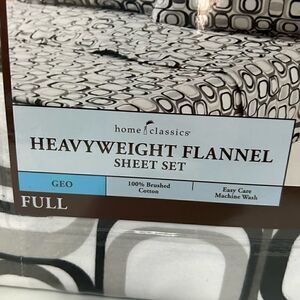 home classics®
HEAVYWEIGHT FLANNEL
SHEET SET
GEO
100% Brushed
Cotton
Easy Care
Machine Wash
FULL